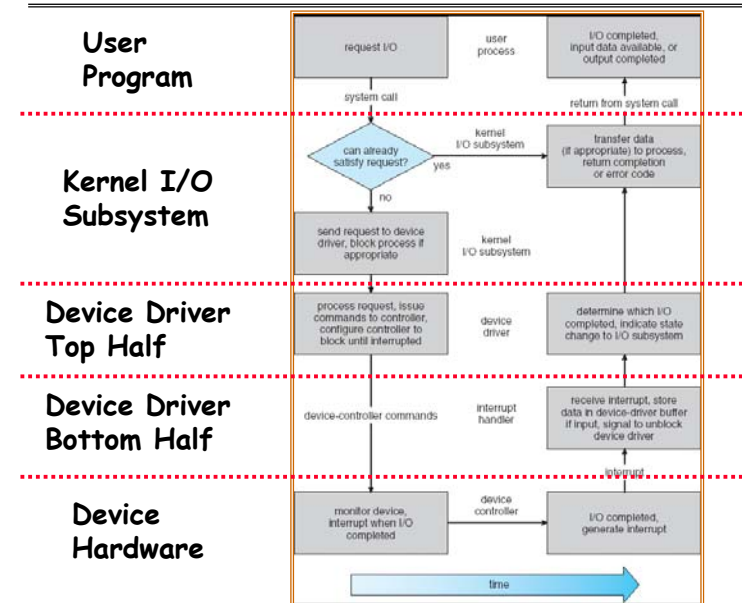 User
Program
request I/O
user
process
I/O completed,
input data available, or
output completed
system call
return from system call
Kernel I/O
Subsystem
can already
satisfy request?
yes
no
kernel
I/O subsystem
transfer data
(if appropriate) to process,
return completion
or error code
send request to device
driver, block process if
appropriate
kernel
I/O subsystem
Device Driver
Top Half
process request, issue
commands to controller,
configure controller to
block until interrupted
device
driver
determine which I/O
completed, indicate state
change to I/O subsystem
Device Driver
Bottom Half
device-controller commands
interrupt
handler
receive interrupt, store
data in device-driver buffer
if input, signal to unblock
device driver
interrupt
Device
Hardware
monitor device,
interrupt when I/O
completed
device
controller
I/O completed,
generate interrupt
time